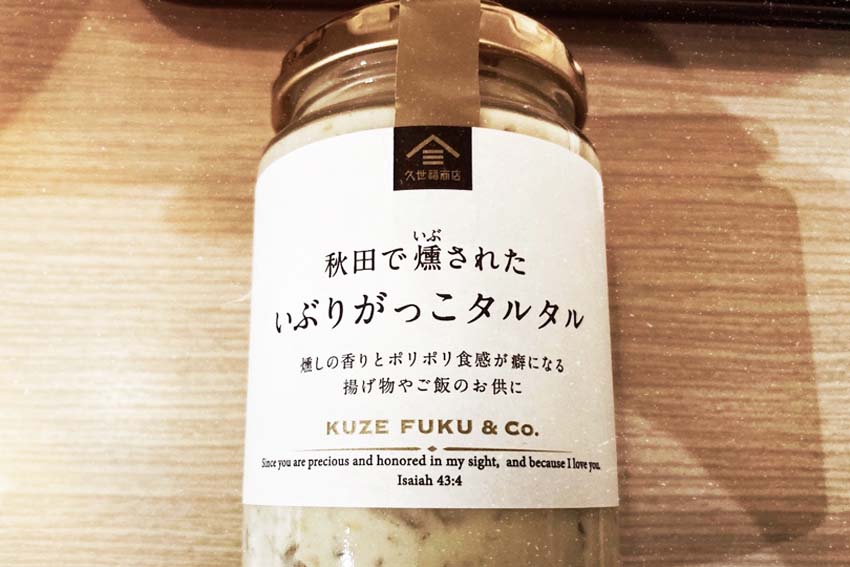 久世福商店
いぶ
秋田で燻された
いぶりがっこタルタル
燻しの香りとポリポリ食感が癖になる
揚げ物やご飯のお供に
KUZE FUKU & Co.
Since you are precious and honored in my sight, and because I love you.
Isaiah 43:4